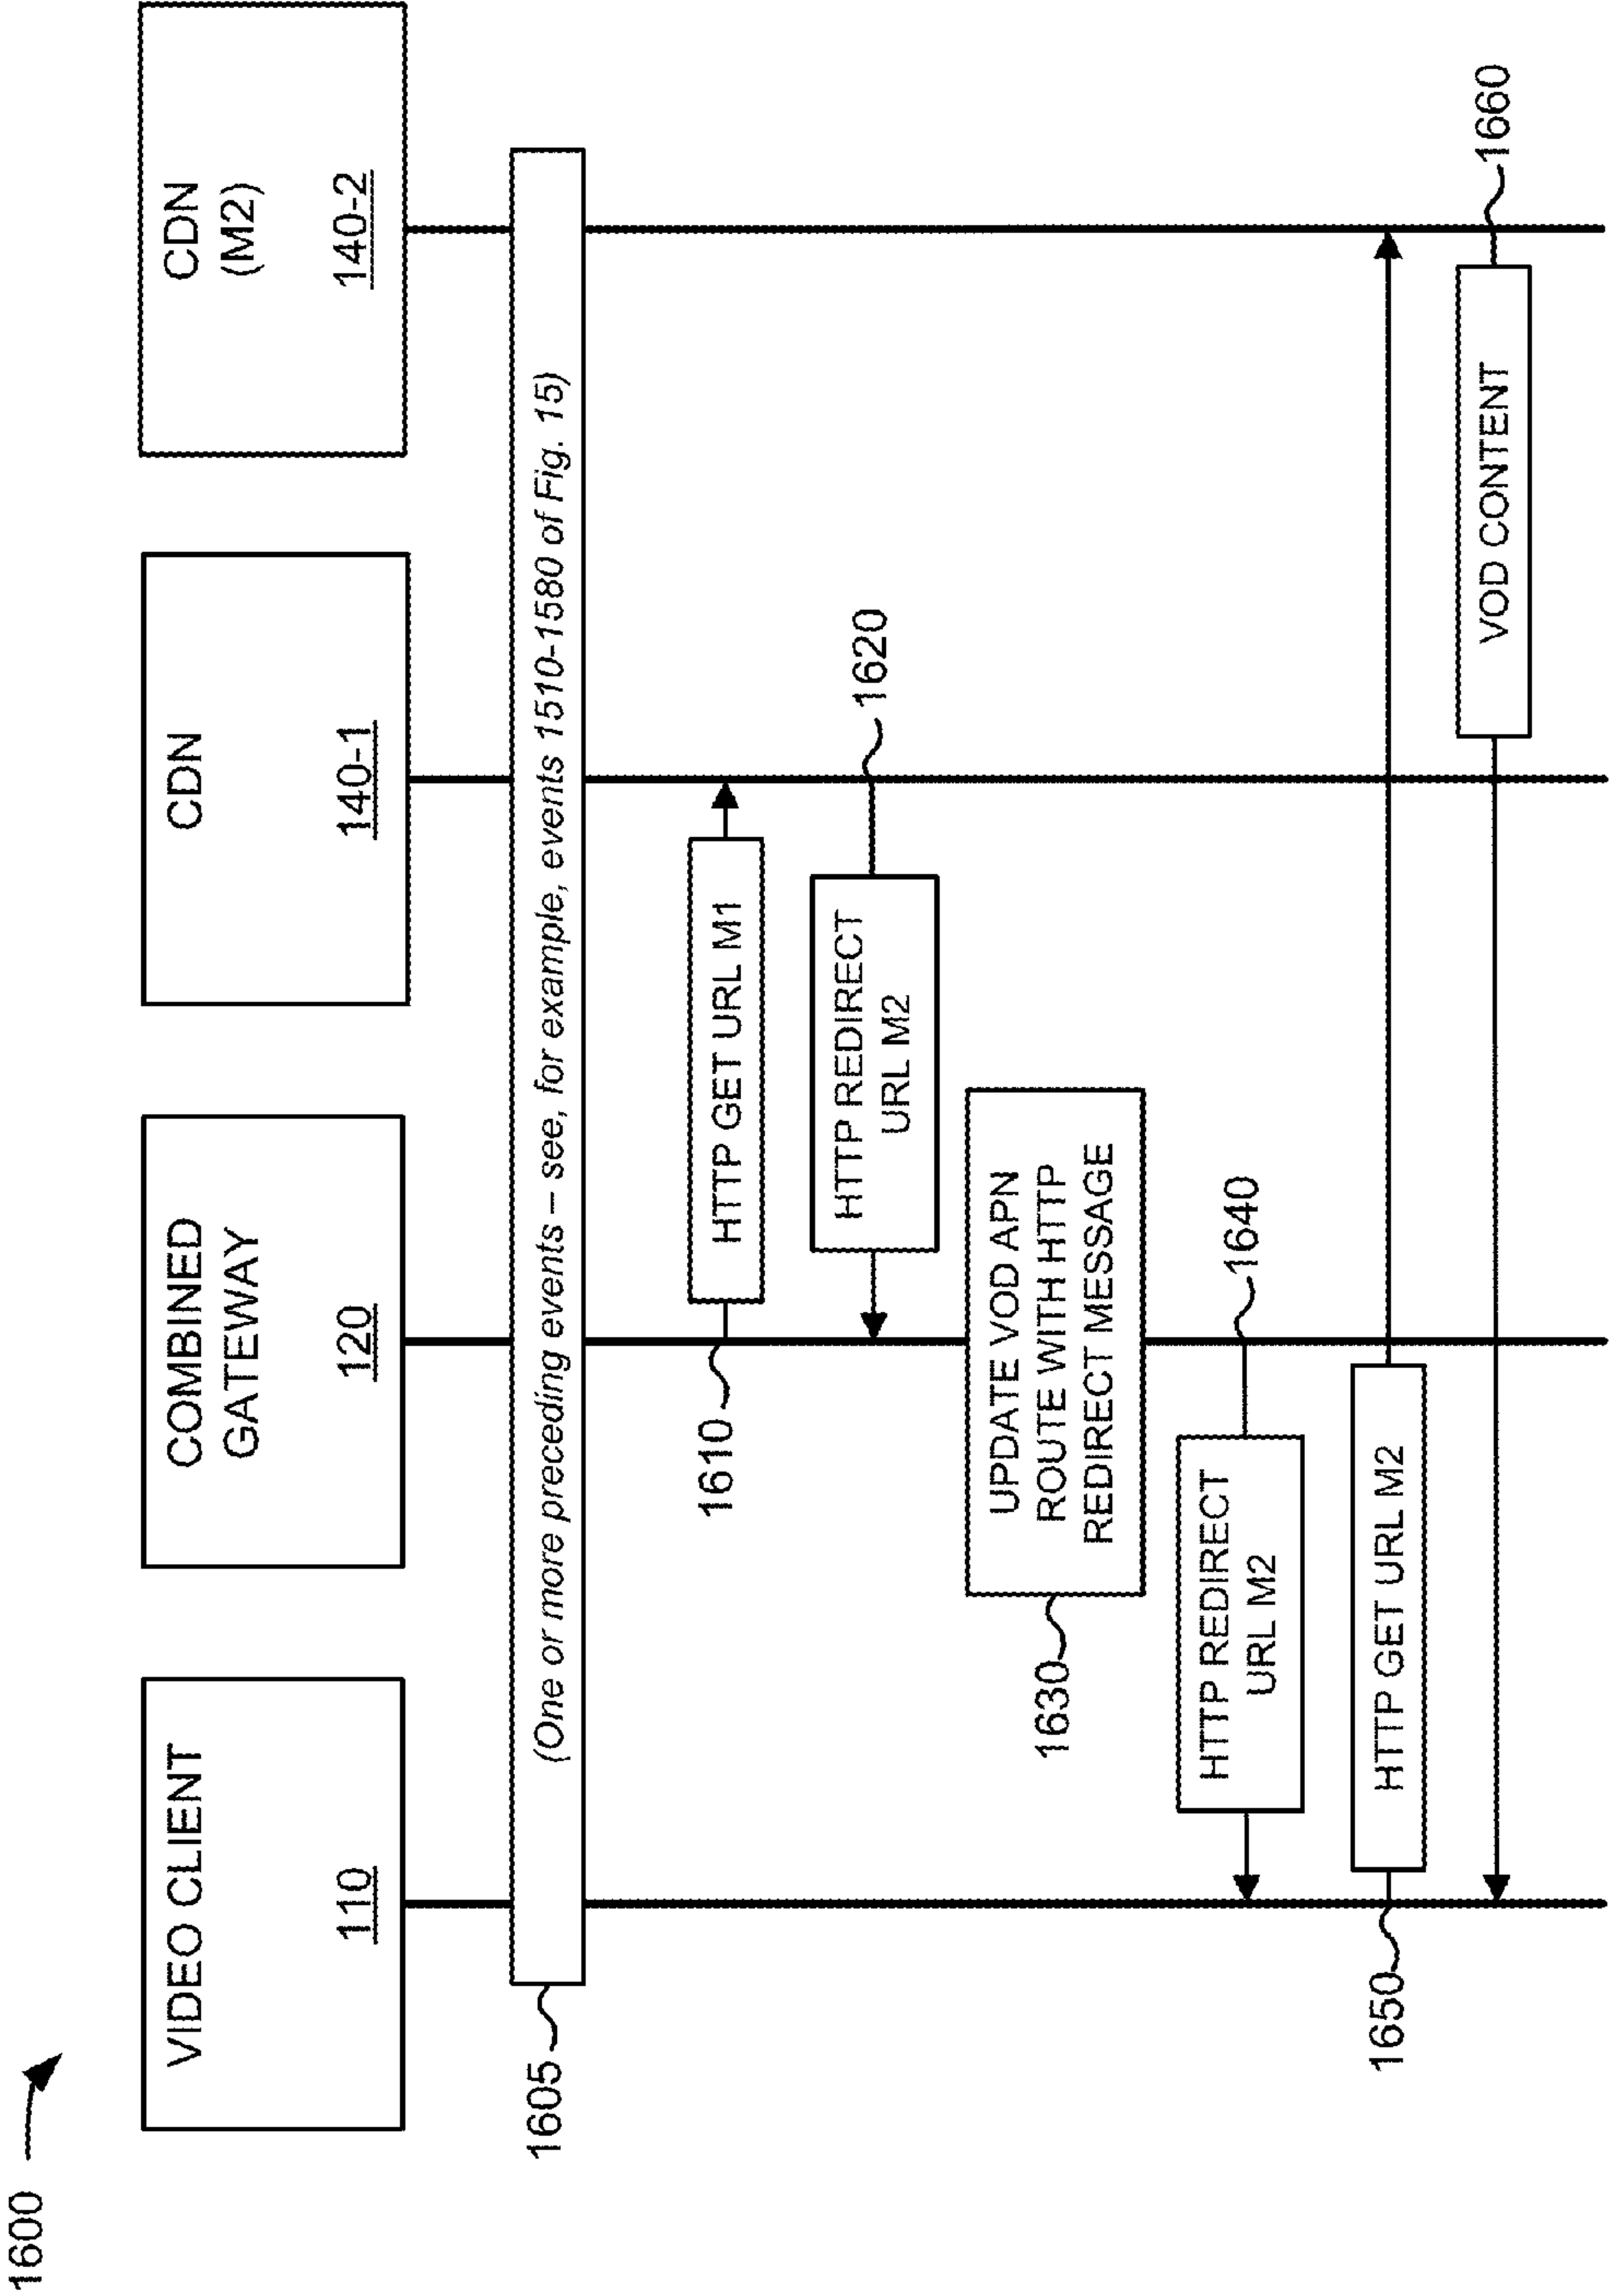 1600
VIDEO CLIENT
110
COMBINED
GATEWAY
120
CDN
140-1
CDN
(M2)
140-2
1605
(One or more preceding events – see, for example, events 1510-1580 of Fig. 15)
1610
HTTP GET URL M1
HTTP REDIRECT
URL M2
1620
1630
UPDATE VOD APN
ROUTE WITH HTTP
REDIRECT MESSAGE
HTTP REDIRECT
URL M2
1640
1650
HTTP GET URL M2
VOD CONTENT
1660